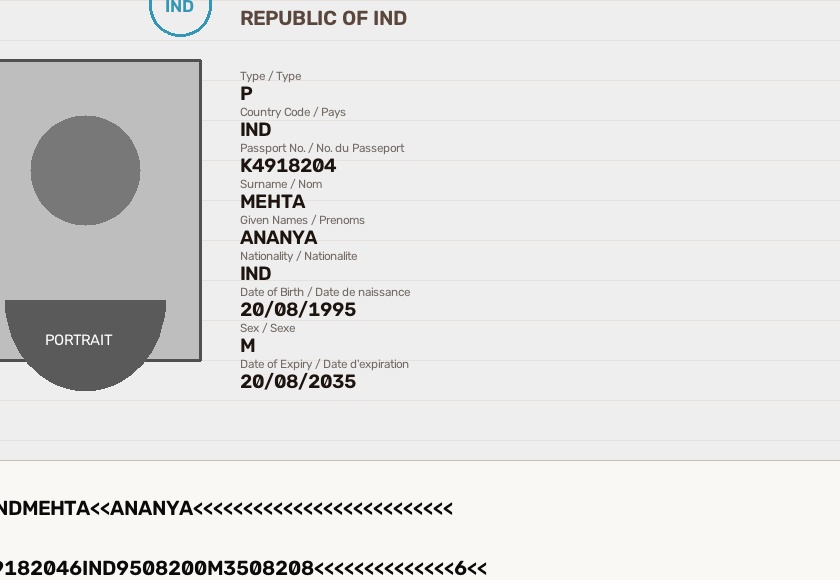 IND
REPUBLIC OF IND
Type / Type
P
Country Code / Pays
IND
Passport No. / No. du Passeport
K4918204
Surname / Nom
MEHTA
Given Names / Prenoms
ANANYA
Nationality / Nationalite
IND
Date of Birth / Date de naissance
20/08/1995
Sex / Sexe
M
Date of Expiry / Date d'expiration
20/08/2035
PORTRAIT
NDMEHTA<<ANANYA<<<<<<<<<<<<<<<<<<<<<<<<<<
9182046IND9508200M3508208<<<<<<<<<<<<<<6<<